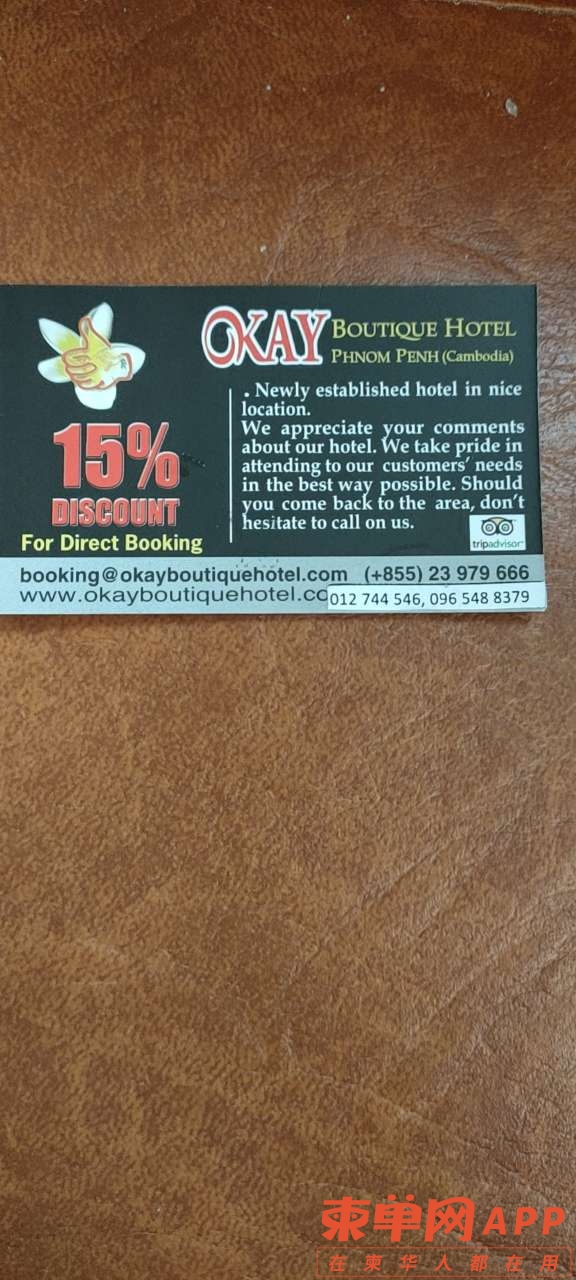 OKAY BOUTIQUE HOTEL
PHNOM PENH (Cambodia)
. Newly established hotel in nice
location.
We appreciate your comments
about our hotel. We take pride in
attending to our customers' needs
in the best way possible. Should
you come back to the area, don't
hesitate to call on us.
tripadvisor
15%
DISCOUNT
For Direct Booking
booking@okayboutiquehotel.com (+855) 23 979 666
www.okayboutiquehotel.co
012 744 546, 096 548 8379
柬单网APP
在柬华人都在用